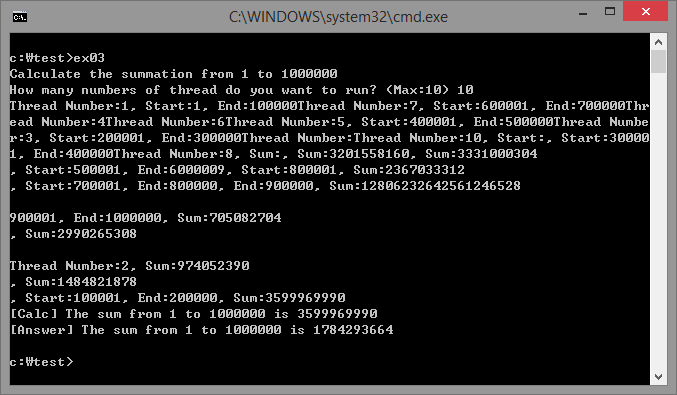 C:\WINDOWS\system32\cmd.exe
c:₩test>ex03
Calculate the summation from 1 to 1000000
How many numbers of thread do you want to run? (Max:10) 10
Thread Number:1, Start:1, End:100000Thread Number:7, Start:600001, End:700000Thr
ead Number:4Thread Number:6Thread Number:5, Start:400001, End:500000Thread Numbe
r:3, Start:200001, End:300000Thread Number:Thread Number:10, Start:, Start:30000
1, End:400000Thread Number:8, Sum:, Sum:3201558160, Sum:3331000304
, Start:500001, End:6000009, Start:800001, Sum:2367033312
, Start:700001, End:800000, End:900000, Sum:12806232642561246528
900001, End:1000000, Sum:705082704
, Sum:2990265308
Thread Number:2, Sum:974052390
, Sum:1484821878
, Start:100001, End:200000, Sum:3599969990
[Calc] The sum from 1 to 1000000 is 3599969990
[Answer] The sum from 1 to 1000000 is 1784293664
c:₩test>